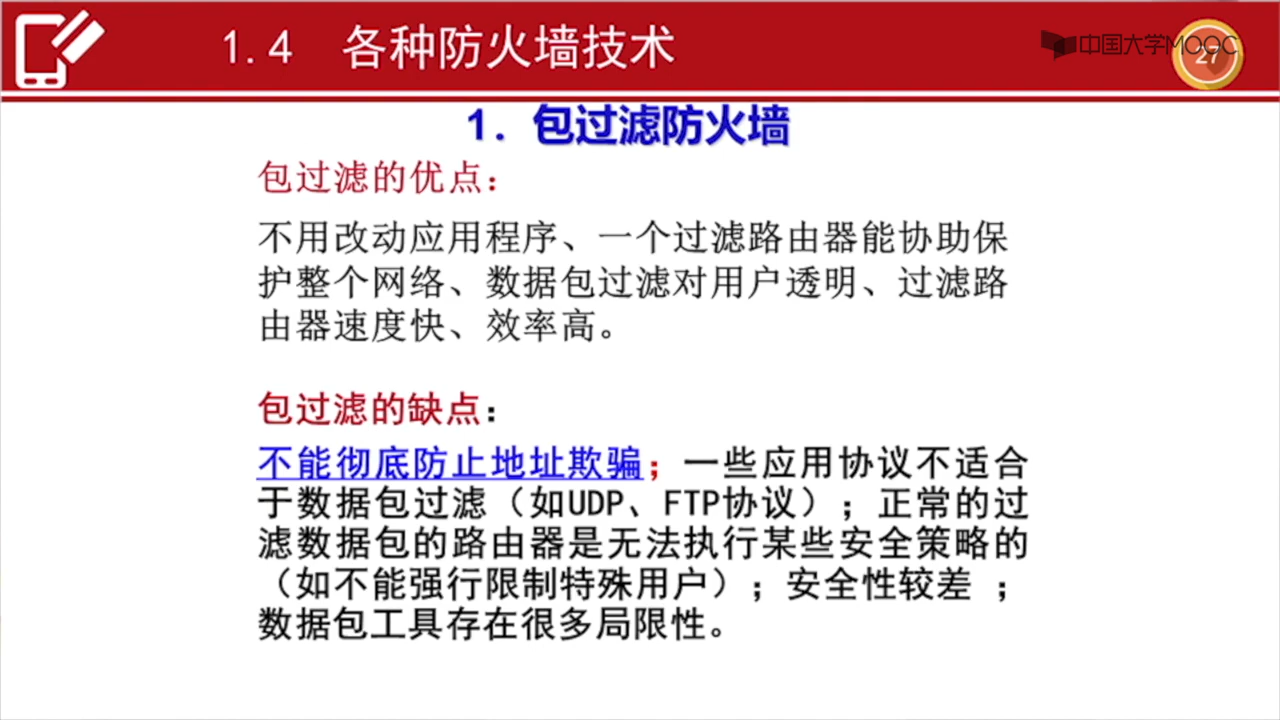 1.4 各种防火墙技术
中国大学MOOC
27
1. 包过滤防火墙
包过滤的优点：
不用改动应用程序、一个过滤路由器能协助保
护整个网络、数据包过滤对用户透明、过滤路
由器速度快、效率高。
包过滤的缺点：
不能彻底防止地址欺骗；一些应用协议不适合
于数据包过滤（如UDP、FTP协议）；正常的过
滤数据包的路由器是无法执行某些安全策略的
（如不能强行限制特殊用户）；安全性较差 ；
数据包工具存在很多局限性。